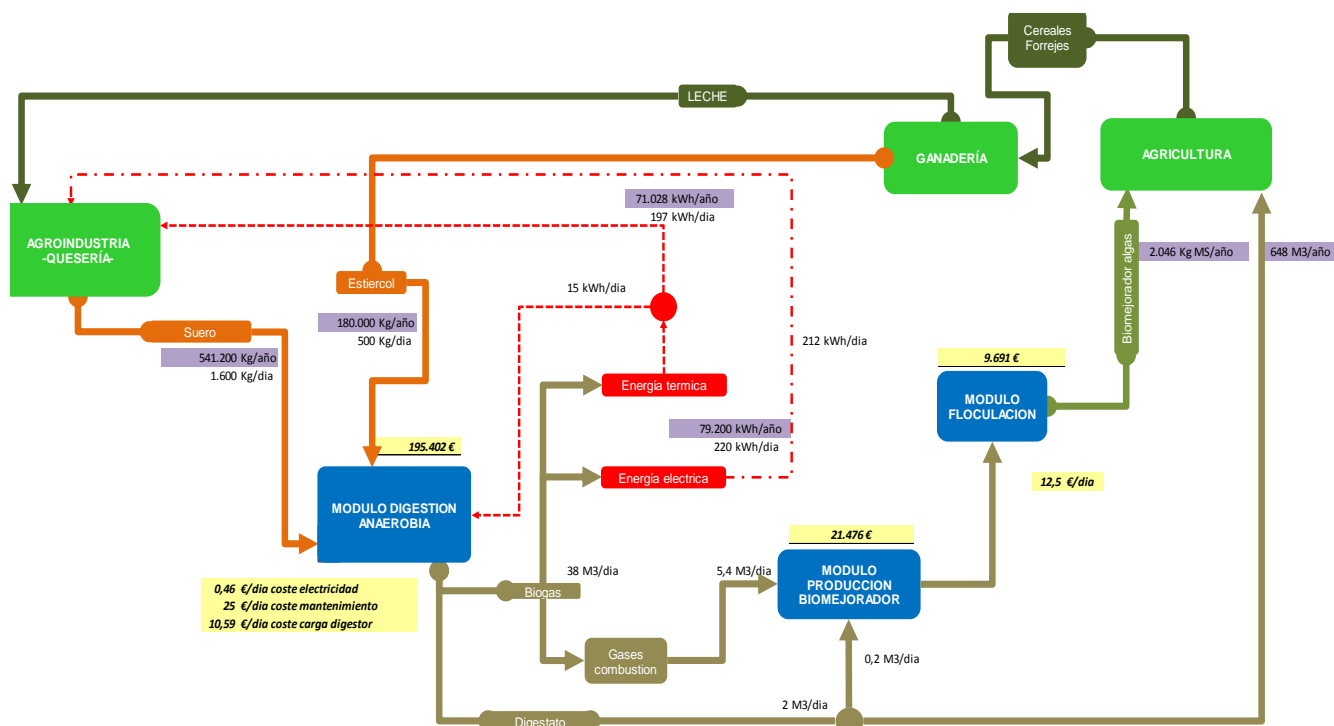 Cereales
Forrejes
LECHE
GANADERÍA
AGRICULTURA
71.028 kWh/año
197 kWh/dia
AGROINDUSTRIA
-QUESERÍA-
Biomejorador algas
2.046 Kg MS/año
648 M3/año
Estiercol
15 kWh/dia
180.000 Kg/año
500 Kg/dia
Suero
541.200 Kg/año
1.600 Kg/dia
212 kWh/dia
9.691 €
Energía termica
MODULO
FLOCULACION
79.200 kWh/año
220 kWh/dia
195.402 €
Energía electrica
12,5 €/dia
MODULO DIGESTION
ANAEROBIA
21.476 €
38 M3/dia
5,4 M3/dia
MODULO
PRODUCCION
BIOMEJORADOR
Biogas
0,46 €/dia coste electricidad
25 €/dia coste mantenimiento
10,59 €/dia coste carga digestor
Gases
combustion
0,2 M3/dia
2 M3/dia
Digestato